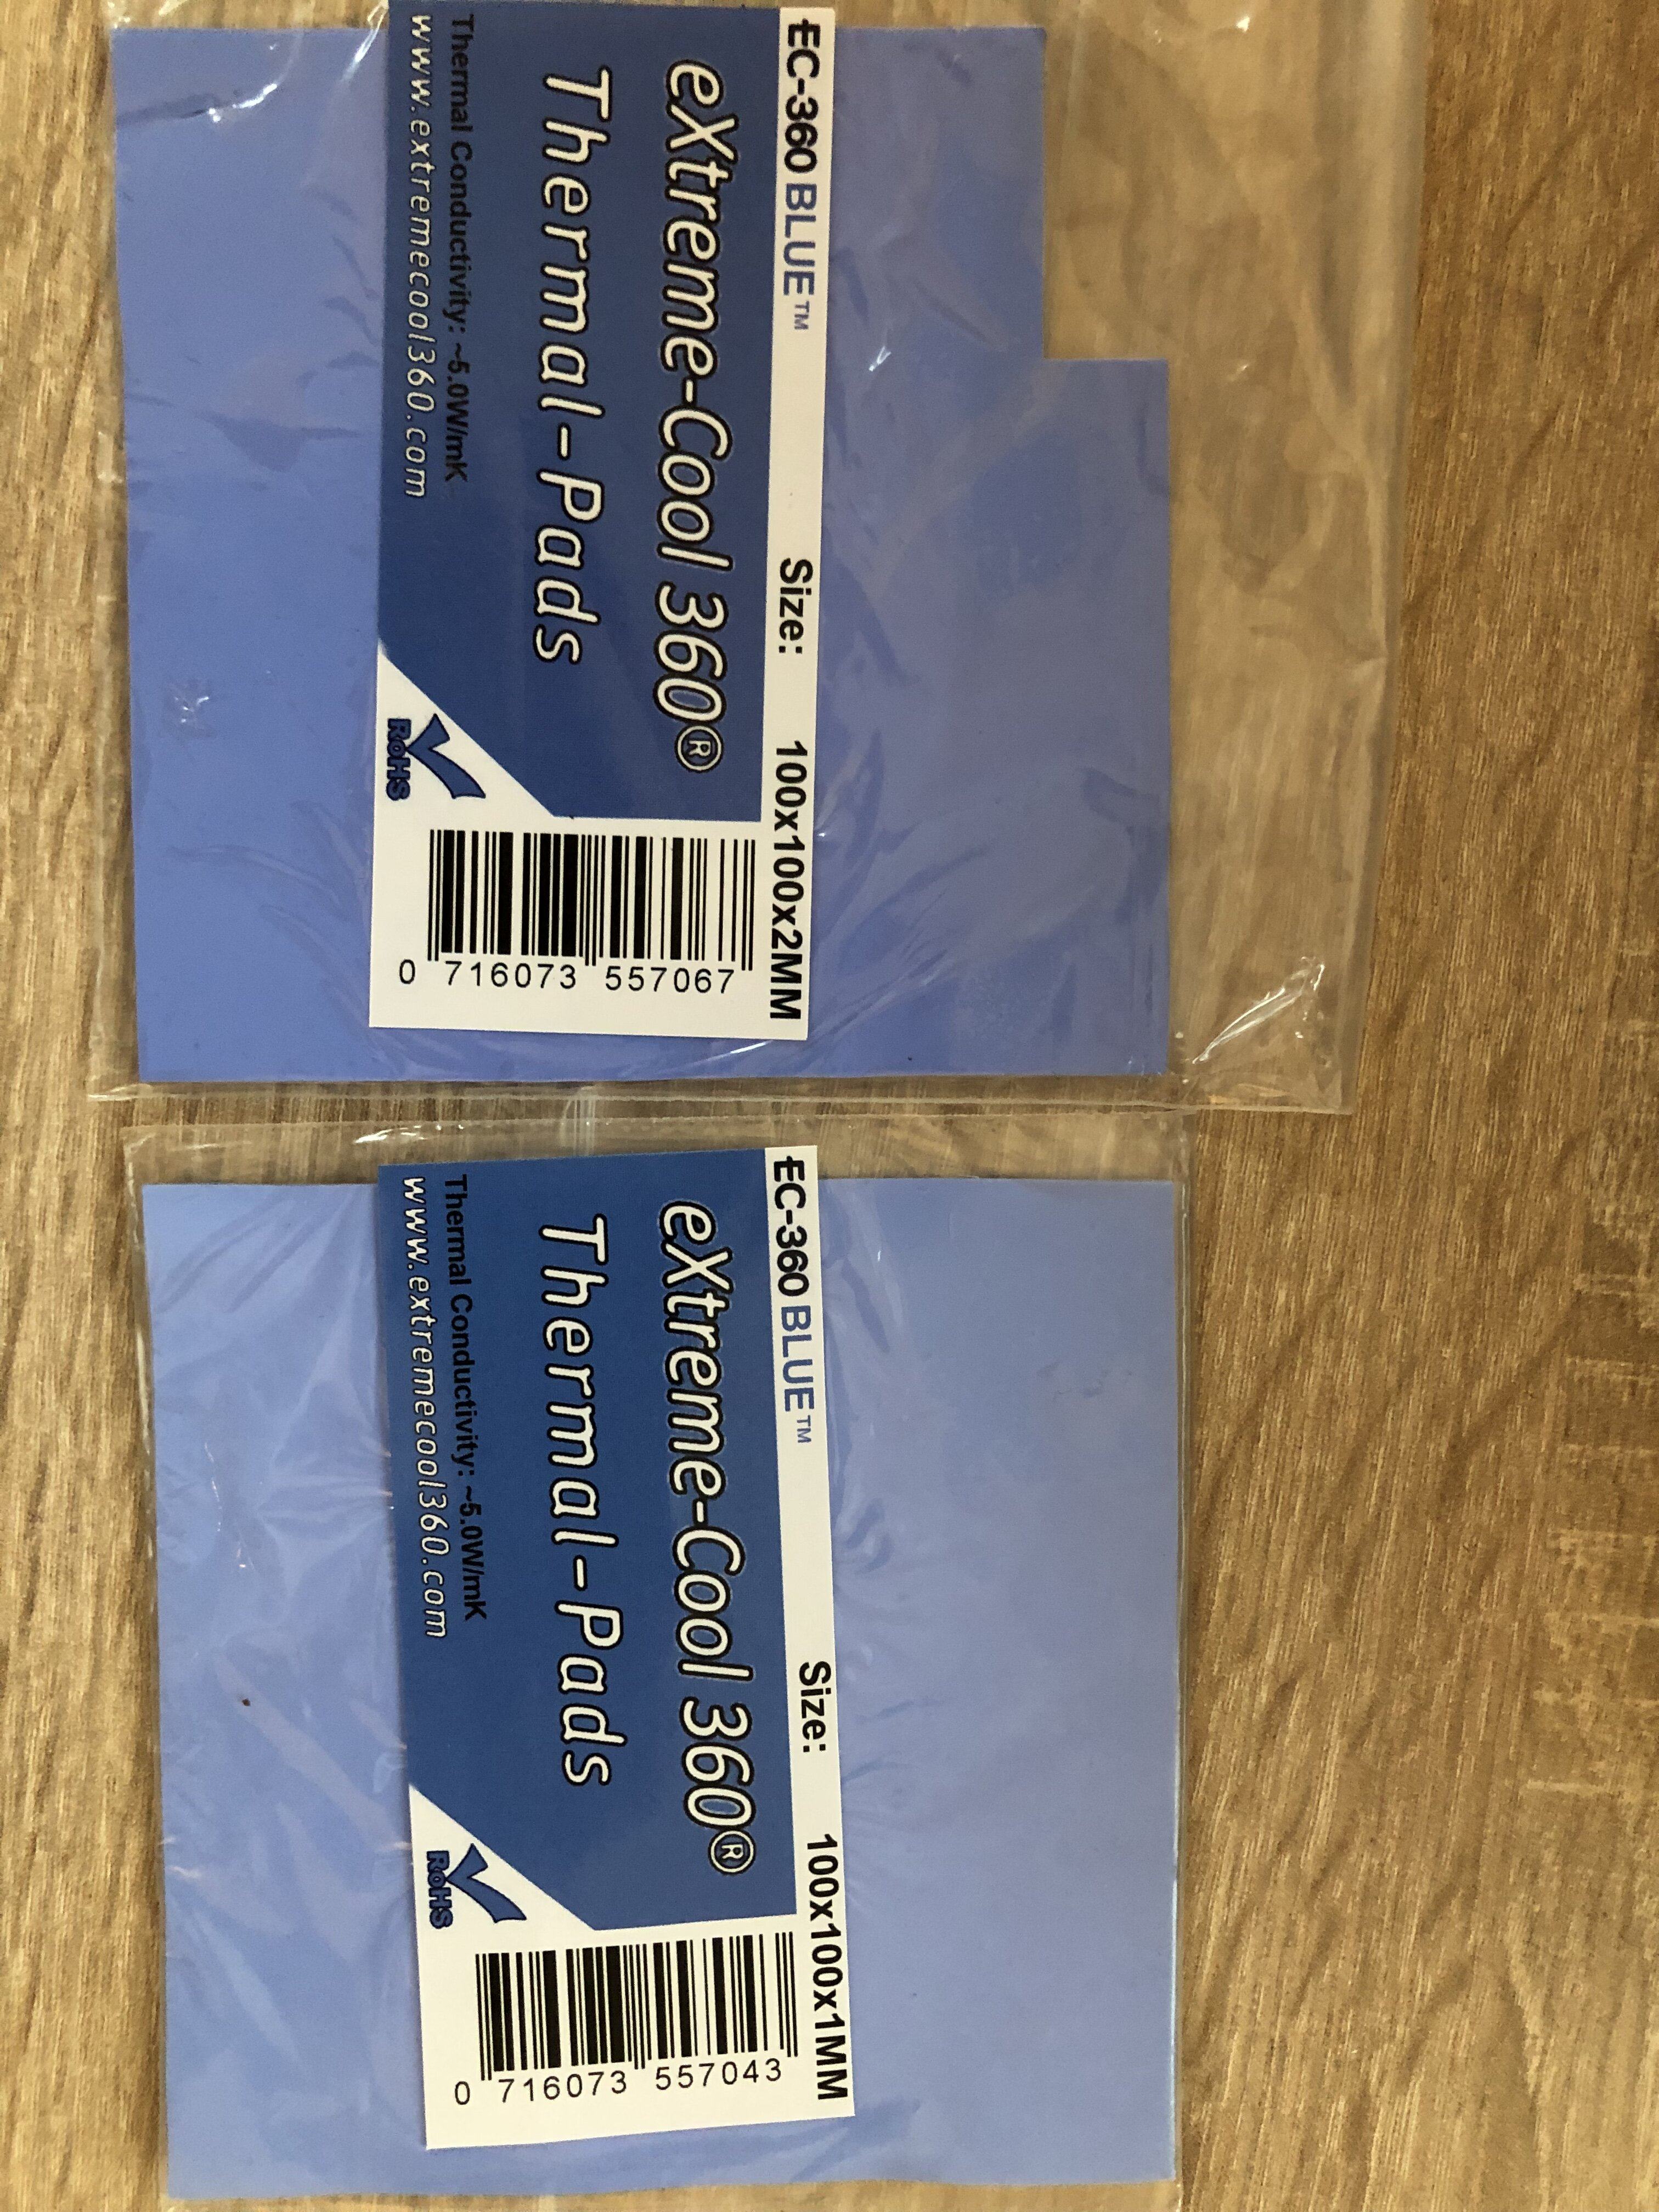 EC-360 BLUE™ Size: 100x100x2MM
eXtreme-Cool 360®
Thermal-Pads
Thermal Conductivity: ~5.0W/mK
www.extremecool360.com
RoHS
0 716073 557067
EC-360 BLUE™ Size: 100x100x1MM
eXtreme-Cool 360®
Thermal-Pads
Thermal Conductivity: ~5.0W/mK
www.extremecool360.com
RoHS
0 716073 557043